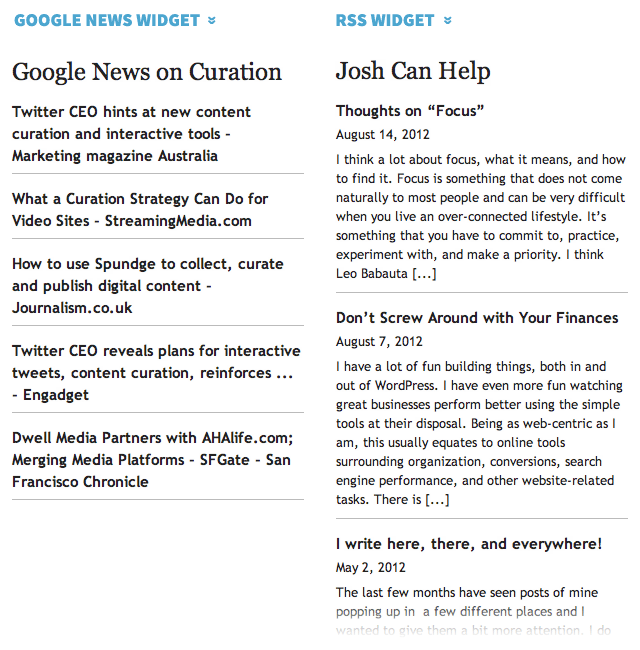 GOOGLE NEWS WIDGET
Google News on Curation
Twitter CEO hints at new content
curation and interactive tools -
Marketing magazine Australia
What a Curation Strategy Can Do for
Video Sites - StreamingMedia.com
How to use Spundge to collect, curate
and publish digital content -
Journalism.co.uk
Twitter CEO reveals plans for interactive
tweets, content curation, reinforces ...
- Engadget
Dwell Media Partners with AHAlife.com;
Merging Media Platforms - SFGate - San
Francisco Chronicle
RSS WIDGET
Josh Can Help
Thoughts on “Focus”
August 14, 2012
I think a lot about focus, what it means, and how
to find it. Focus is something that does not come
naturally to most people and can be very difficult
when you live an over-connected lifestyle. It’s
something that you have to commit to, practice,
experiment with, and make a priority. I think
Leo Babauta [...]
Don’t Screw Around with Your Finances
August 7, 2012
I have a lot of fun building things, both in and
out of WordPress. I have even more fun watching
great businesses perform better using the simple
tools at their disposal. Being as web-centric as I
am, this usually equates to online tools
surrounding organization, conversions, search
engine performance, and other website-related
tasks. There is [...]
I write here, there, and everywhere!
May 2, 2012
The last few months have seen posts of mine
popping up in a few different places and I
wanted to give them a bit more attention. I do